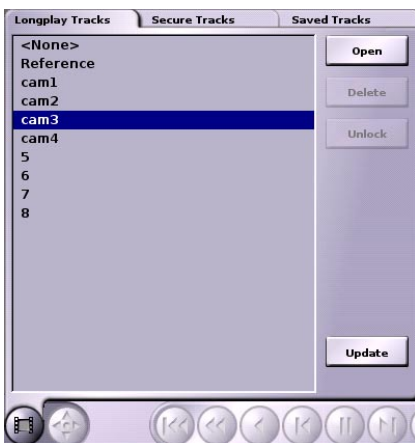 Longplay Tracks Secure Tracks Saved Tracks
<None>
Reference
cam1
cam2
cam3
cam4
5
6
7
8
Open
Delete
Unlock
Update